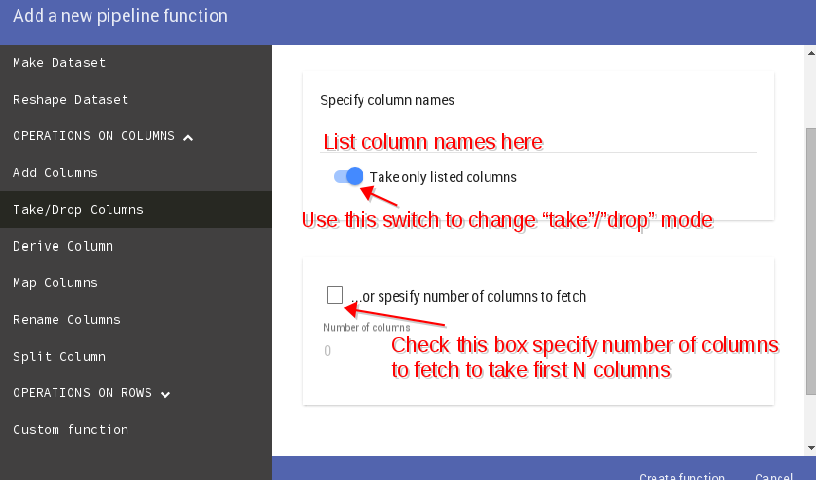 Add a new pipeline function
Make Dataset
Reshape Dataset
OPERATIONS ON COLUMNS
Add Columns
Take/Drop Columns
Derive Column
Map Columns
Rename Columns
Split Column
OPERATIONS ON ROWS
Custom function
Specify column names
List column names here
Take only listed columns
Use this switch to change “take”/”drop” mode
...or spesify number of columns to fetch
Number of columns
0
Check this box specify number of columns
to fetch to take first N columns
Create function Cancel